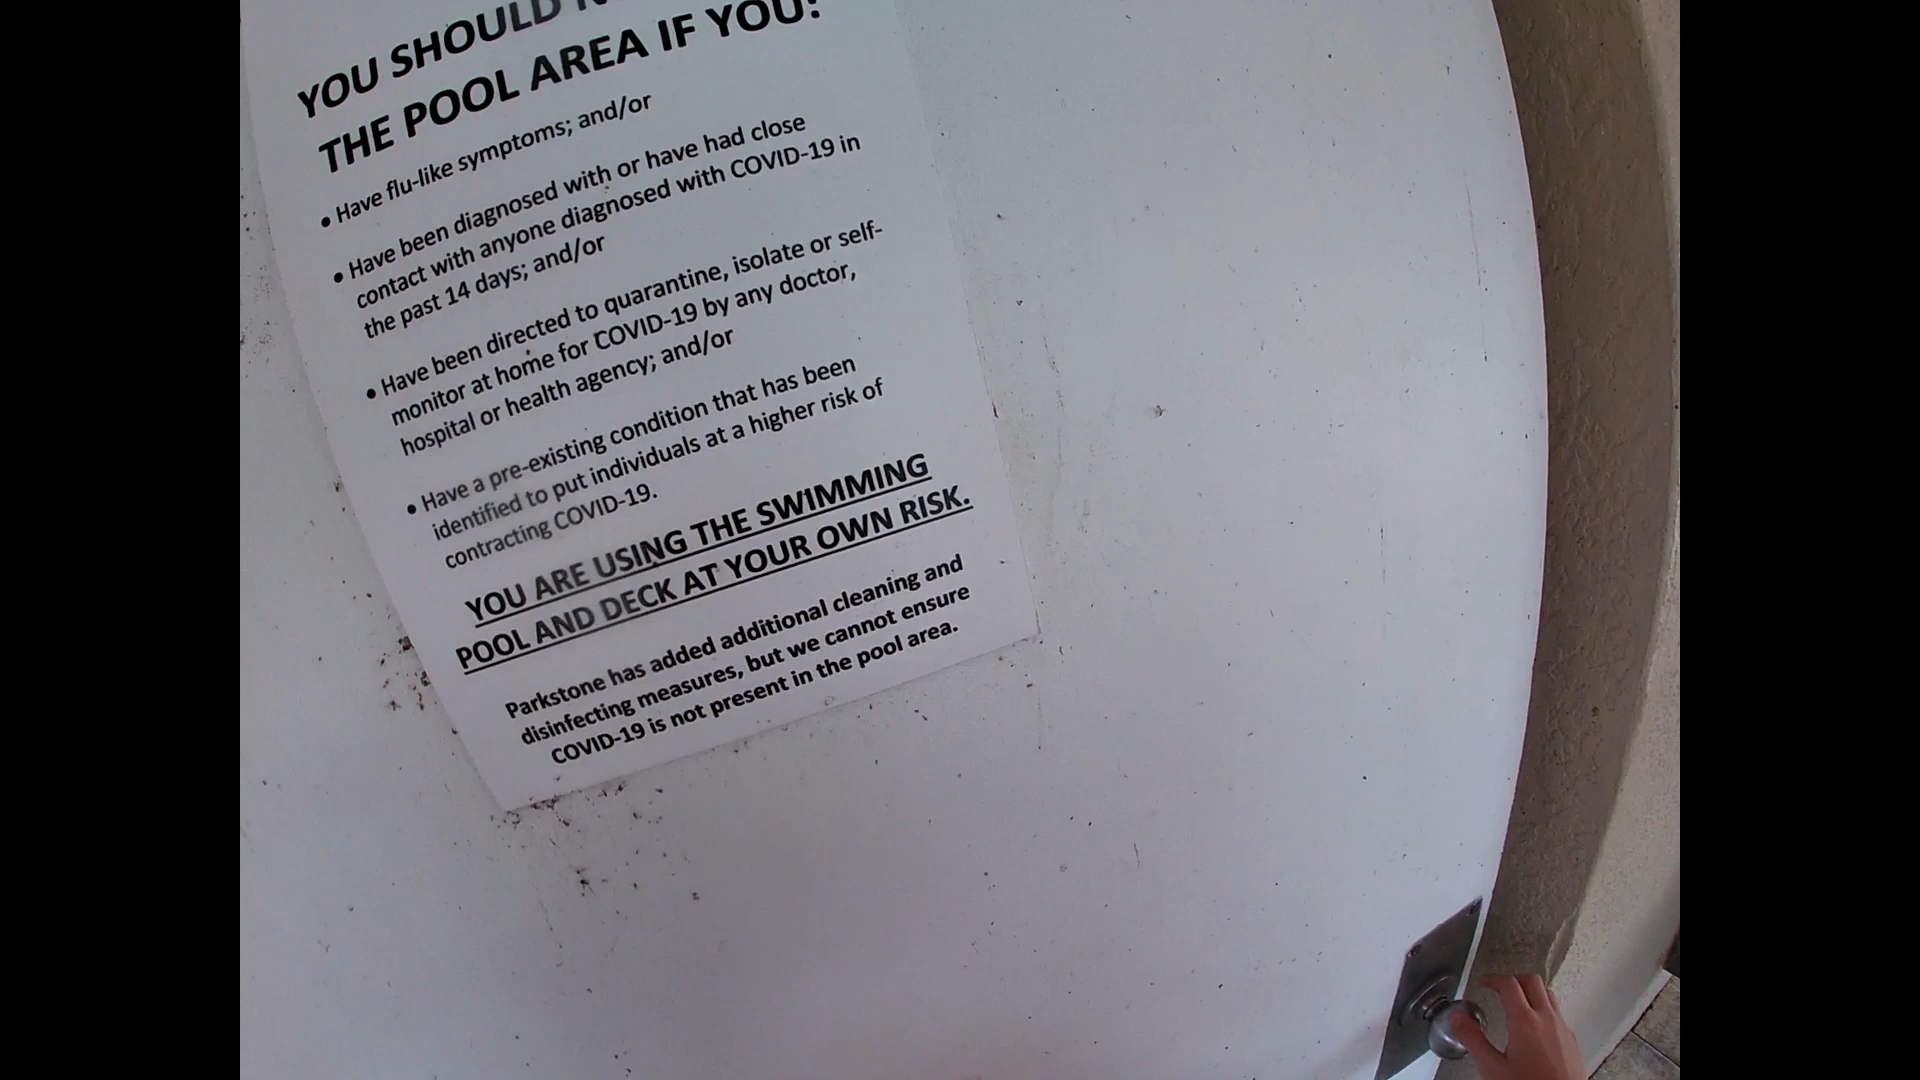 YOU SHOULD
THE POOL AREA IF YOU:
• Have flu-like symptoms; and/or
• Have been diagnosed with or have had close
contact with anyone diagnosed with COVID-19 in
the past 14 days; and/or
• Have been directed to quarantine, isolate or self-
monitor at home for COVID-19 by any doctor,
hospital or health agency; and/or
• Have a pre-existing condition that has been
identified to put individuals at a higher risk of
contracting COVID-19.
YOU ARE USING THE SWIMMING
POOL AND DECK AT YOUR OWN RISK.
Parkstone has added additional cleaning and
disinfecting measures, but we cannot ensure
COVID-19 is not present in the pool area.